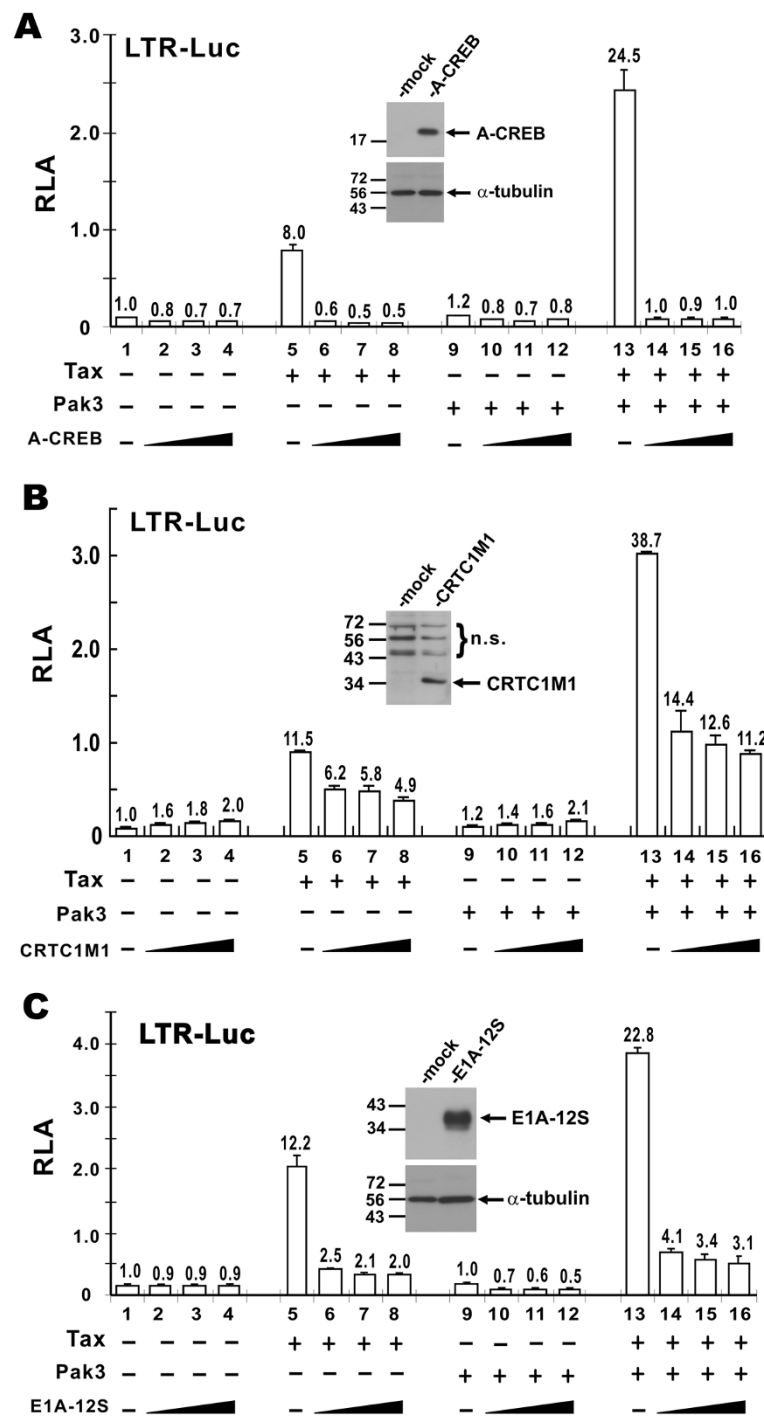 A
LTR-Luc
RLA
3.0
2.0
1.0
0
-mock
-A-CREB
17
A-CREB
72
56
43
α-tubulin
1.0 0.8 0.7 0.7 8.0 0.6 0.5 0.5 1.2 0.8 0.7 0.8 24.5 1.0 0.9 1.0
1 2 3 4 5 6 7 8 9 10 11 12 13 14 15 16
Tax – – – – + + + + – – – – + + + +
Pak3 – – – – – – – – + + + + + + + +
A-CREB – – – –
B
LTR-Luc
RLA
3.0
2.0
1.0
0
-mock
-CRTC1M1
72
56
43
34
n.s.
CRTC1M1
1.0 1.6 1.8 2.0 11.5 6.2 5.8 4.9 1.2 1.4 1.6 2.1 38.7 14.4 12.6 11.2
1 2 3 4 5 6 7 8 9 10 11 12 13 14 15 16
Tax – – – – + + + + – – – – + + + +
Pak3 – – – – – – – – + + + + + + + +
CRTC1M1 – – – –
C
LTR-Luc
RLA
4.0
3.0
2.0
1.0
0
-mock
-E1A-12S
43
34
E1A-12S
72
56
43
α-tubulin
1.0 0.9 0.9 0.9 12.2 2.5 2.1 2.0 1.0 0.7 0.6 0.5 22.8 4.1 3.4 3.1
1 2 3 4 5 6 7 8 9 10 11 12 13 14 15 16
Tax – – – – + + + + – – – – + + + +
Pak3 – – – – – – – – + + + + + + + +
E1A-12S – – – –